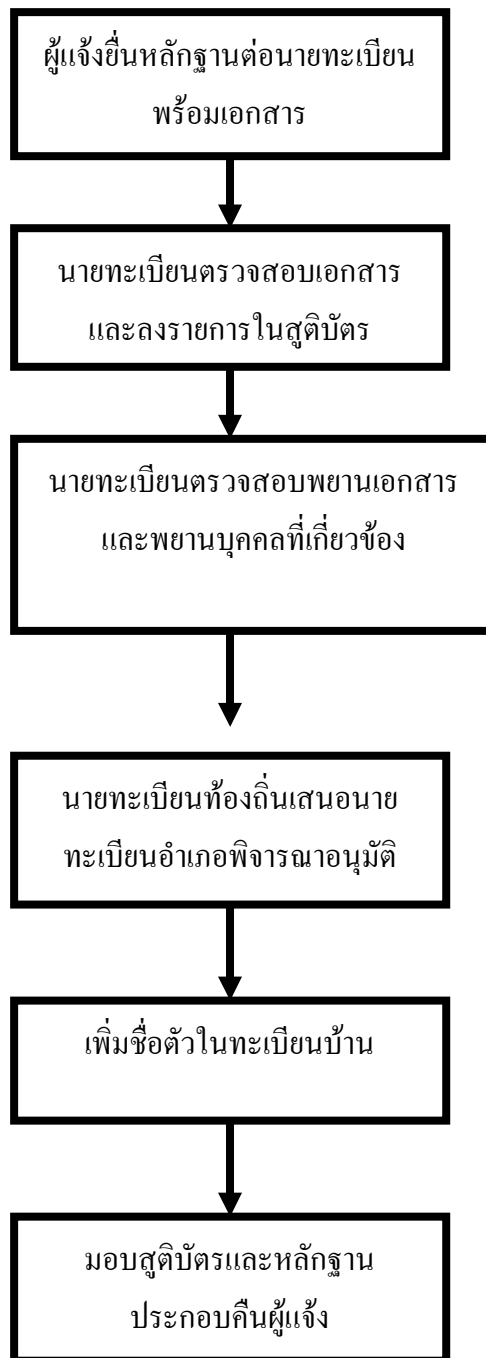 ผู้แจ้งยื่นหลักฐานต่อนายทะเบียน
พร้อมเอกสาร
นายทะเบียนตรวจสอบเอกสาร
และลงรายการในสูติบัตร
นายทะเบียนตรวจสอบพยานเอกสาร
และพยานบุคคลที่เกี่ยวข้อง
นายทะเบียนท้องถิ่นเสนอนาย
ทะเบียนอำเภอพิจารณาอนุมัติ
เพิ่มชื่อตัวในทะเบียนบ้าน
มอบสูติบัตรและหลักฐาน
ประกอบคืนผู้แจ้ง